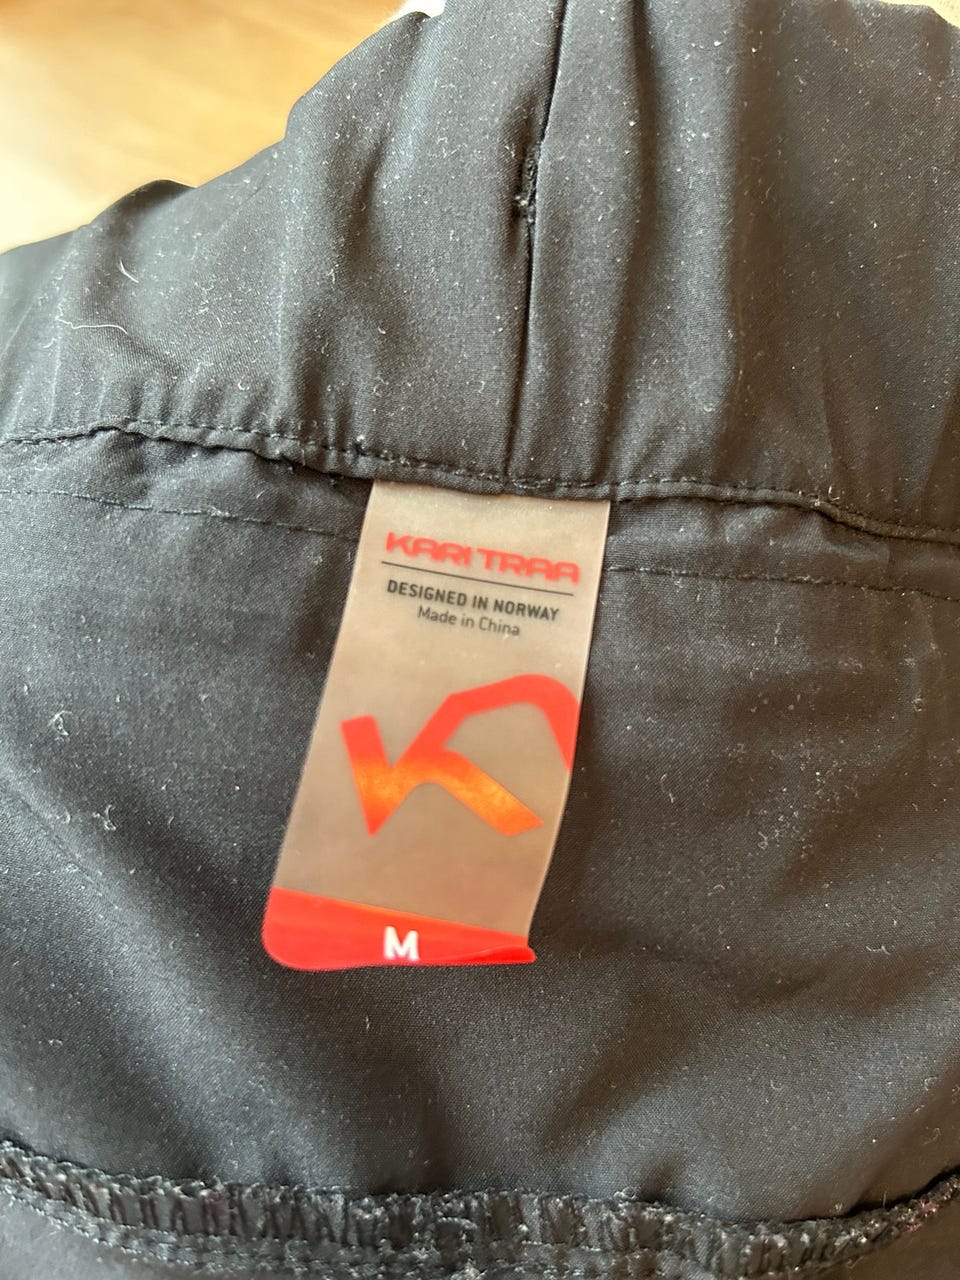 KARI TRAA
DESIGNED IN NORWAY
Made in China
M